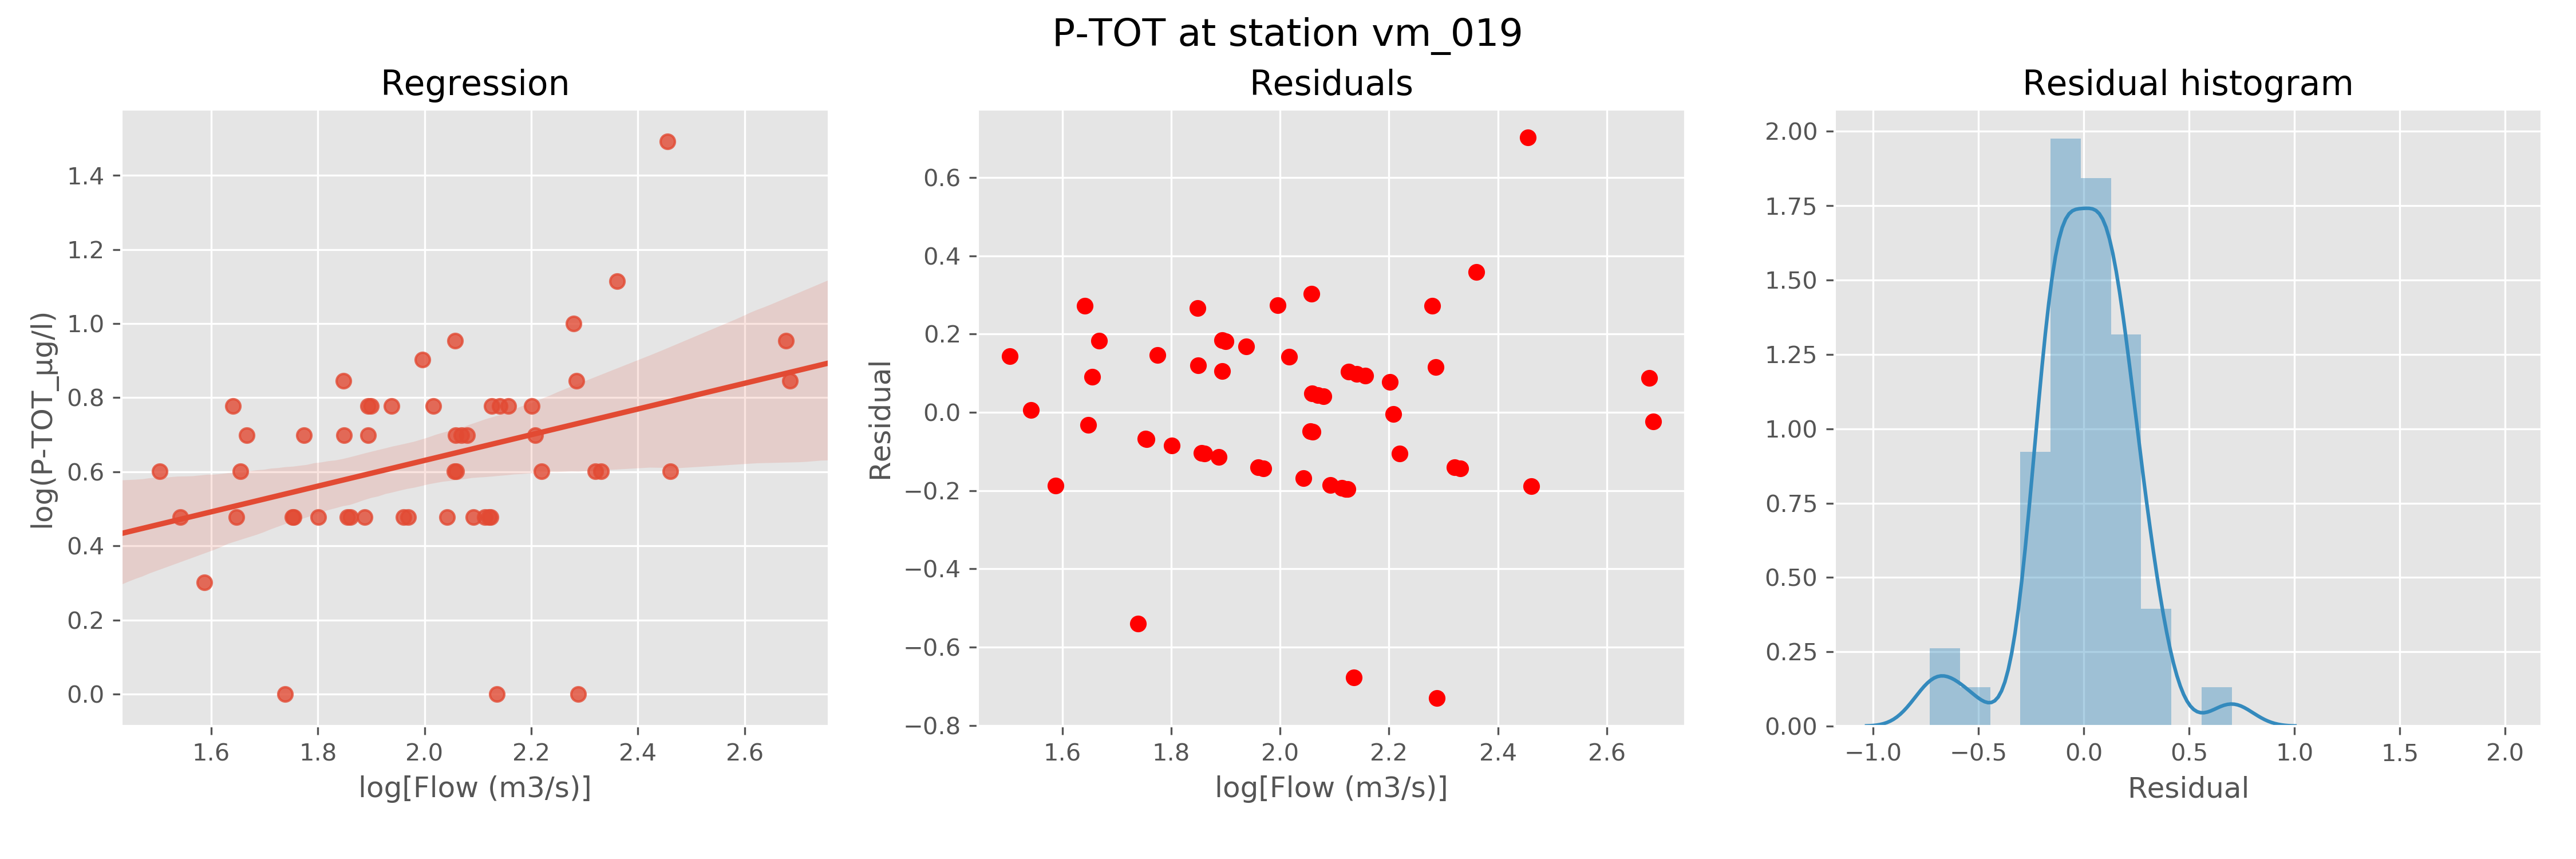 P-TOT at station vm_019
Regression
1.4
1.2
1.0
0.8
0.6
0.4
0.2
0.0
log(P-TOT_µg/l)
1.6 1.8 2.0 2.2 2.4 2.6
log[Flow (m3/s)]
Residuals
0.6
0.4
0.2
0.0
−0.2
−0.4
−0.6
−0.8
Residual
1.6 1.8 2.0 2.2 2.4 2.6
log[Flow (m3/s)]
Residual histogram
2.00
1.75
1.50
1.25
1.00
0.75
0.50
0.25
0.00
−1.0 −0.5 0.0 0.5 1.0 1.5 2.0
Residual